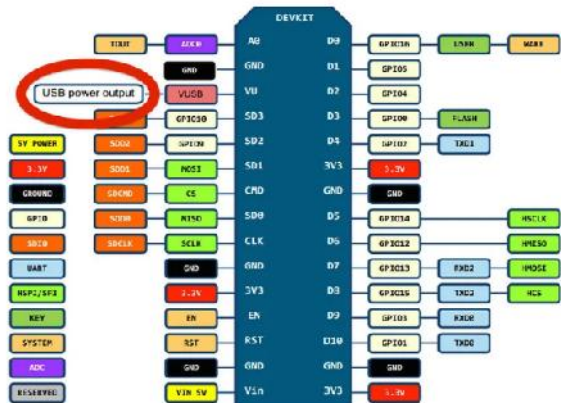 DEVKIT
TOUT ADC0 A0 D0 GPIO16 USER WAKE
GND GND D1 GPIO5
USB power output VUSB VU D2 GPIO4
GPIO10 SD3 D3 GPIO0 FLASH
5V POWER SDD2 GPIO9 SD2 D4 GPIO2 TXD1
3.3V SDD1 MOSI SD1 3V3 3.3V
GROUND SDCMD CS CMD GND GND
GPIO SDD0 MISO SD0 D5 GPIO14 HSCLK
SDIO SDCLK SCLK CLK D6 GPIO12 HMISO
UART GND GND D7 GPIO13 RXD2 HMOSI
HSPI/SPI 3.3V 3V3 D8 GPIO15 TXD2 HCS
KEY EN EN D9 GPIO3 RXD0
SYSTEM RST RST D10 GPIO1 TXD0
ADC GND GND GND GND
RESERVED VIN 5V Vin 3V3 3.3V